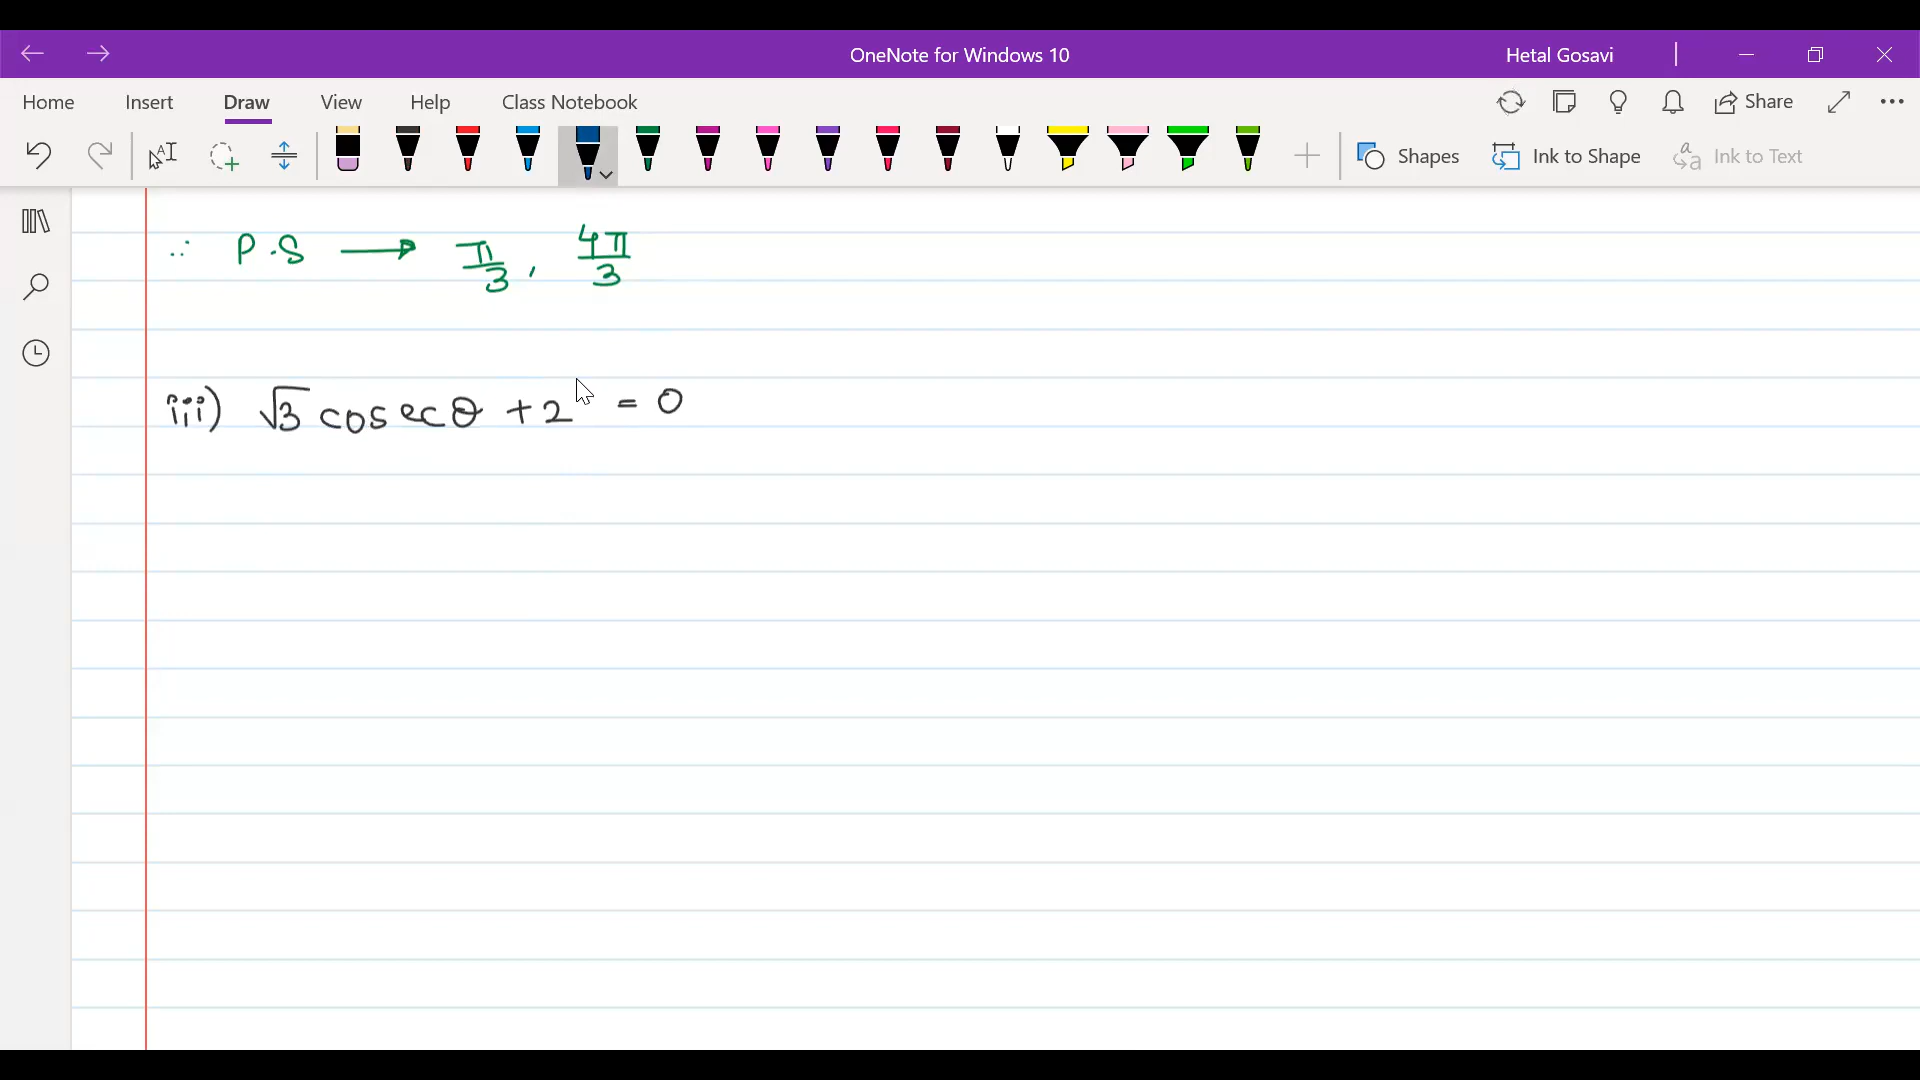 OneNote for Windows 10 Hetal Gosavi
Home Insert Draw View Help Class Notebook Share
Shapes Ink to Shape Ink to Text
∴ P.S → π/3, 4π/3
iii) √3 cosecθ + 2 = 0